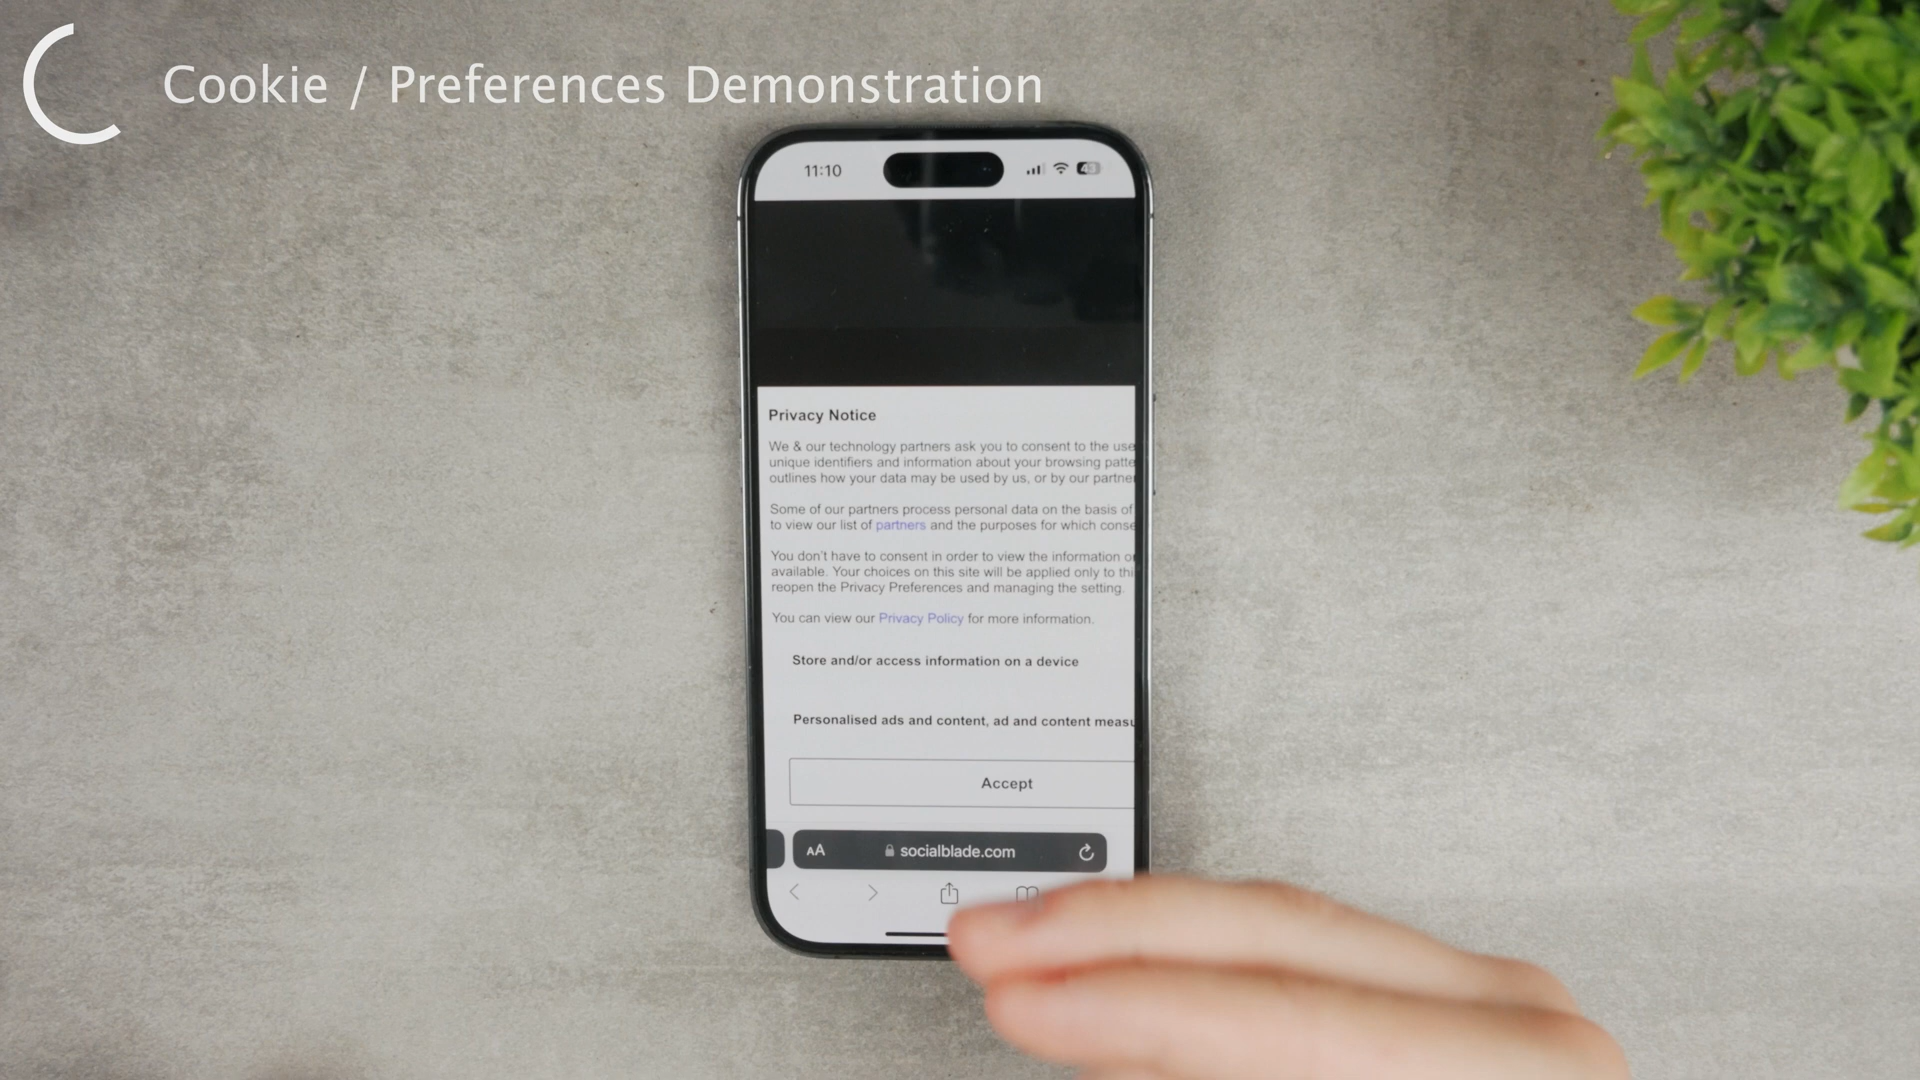 Cookie / Preferences Demonstration
11:10
Privacy Notice
We & our technology partners ask you to consent to the use
unique identifiers and information about your browsing
outlines how your data may be used by us, or by our
Some of our partners process personal data on the basis of
to view our list of partners and the purposes for which
You don't have to consent in order to view the information
available. Your choices on this site will be applied only to
reopen the Privacy Preferences and managing the setting.
You can view our Privacy Policy for more information.
Store and/or access information on a device
Personalised ads and content, ad and content
Accept
AA socialblade.com